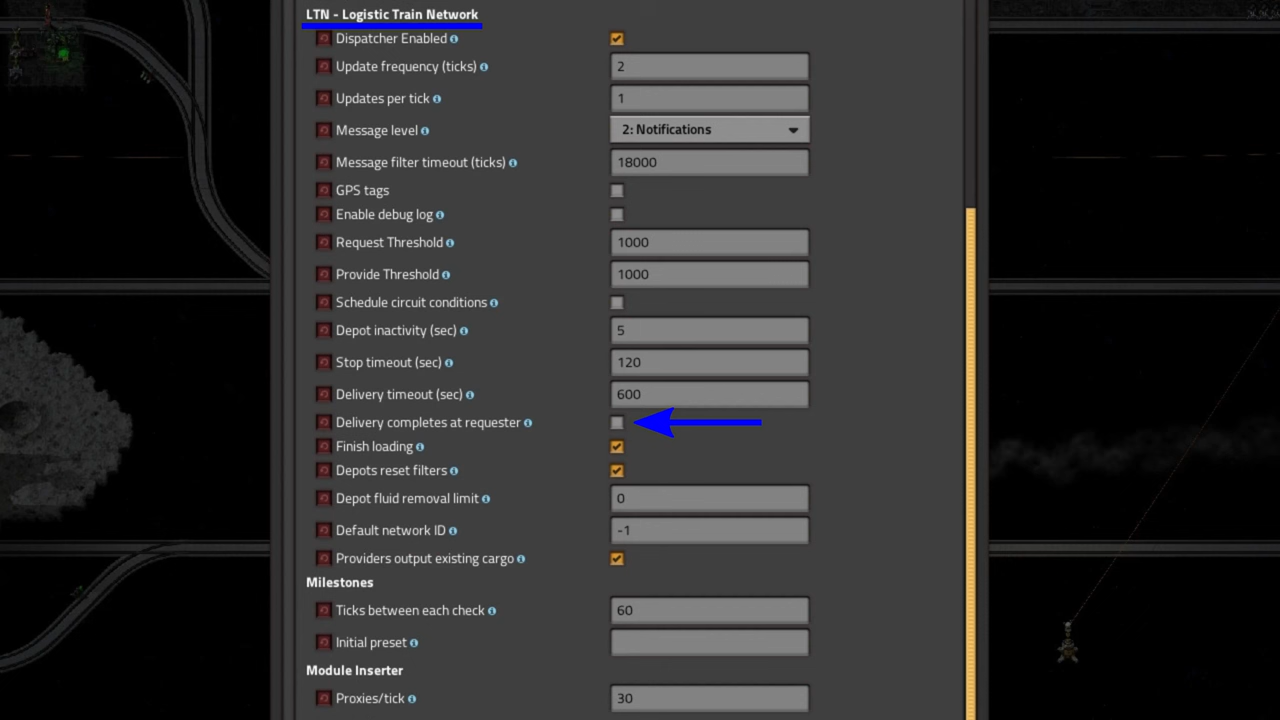 LTN - Logistic Train Network
Dispatcher Enabled
Update frequency (ticks) 2
Updates per tick 1
Message level 2: Notifications
Message filter timeout (ticks) 18000
GPS tags
Enable debug log
Request Threshold 1000
Provide Threshold 1000
Schedule circuit conditions
Depot inactivity (sec) 5
Stop timeout (sec) 120
Delivery timeout (sec) 600
Delivery completes at requester
Finish loading
Depots reset filters
Depot fluid removal limit 0
Default network ID -1
Providers output existing cargo
Milestones
Ticks between each check 60
Initial preset
Module Inserter
Proxies/tick 30